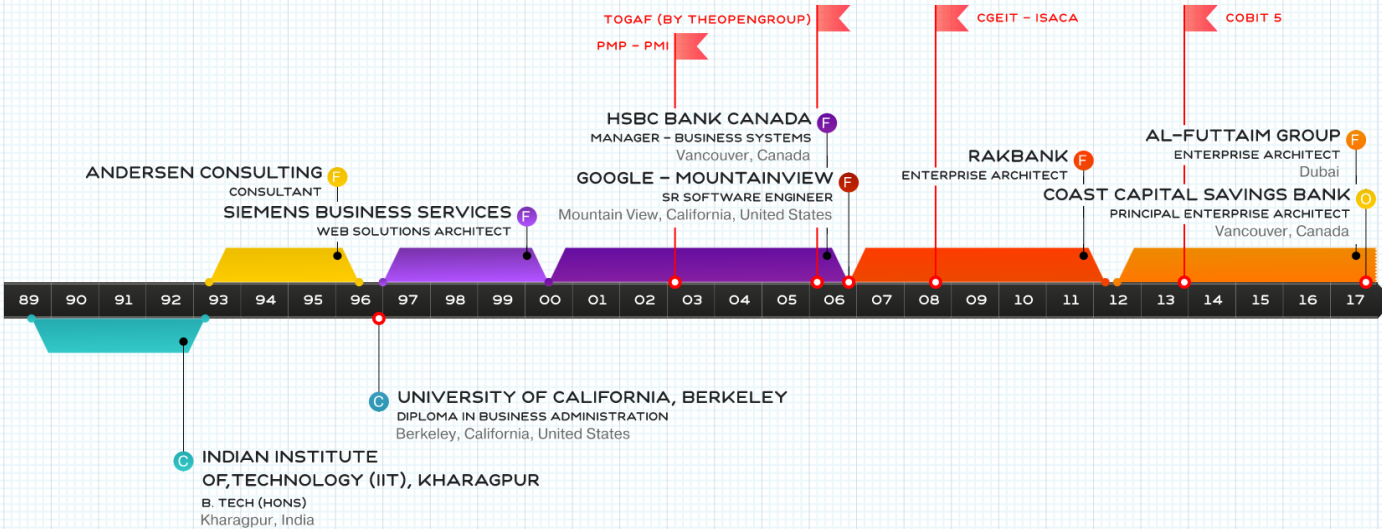 TOGAF (BY THEOPENGROUP)
CGEIT - ISACA
COBIT 5
PMP - PMI
HSBC BANK CANADA
F
MANAGER - BUSINESS SYSTEMS
Vancouver, Canada
AL-FUTTAIM GROUP
F
ENTERPRISE ARCHITECT
Dubai
RAKBANK
F
ENTERPRISE ARCHITECT
ANDERSEN CONSULTING
F
CONSULTANT
GOOGLE - MOUNTAINVIEW
F
SR SOFTWARE ENGINEER
Mountain View, California, United States
COAST CAPITAL SAVINGS BANK
O
PRINCIPAL ENTERPRISE ARCHITECT
Vancouver, Canada
SIEMENS BUSINESS SERVICES
F
WEB SOLUTIONS ARCHITECT
89 90 91 92 93 94 95 96 97 98 99 00 01 02 03 04 05 06 07 08 09 10 11 12 13 14 15 16 17
C
UNIVERSITY OF CALIFORNIA, BERKELEY
DIPLOMA IN BUSINESS ADMINISTRATION
Berkeley, California, United States
C
INDIAN INSTITUTE
OF,TECHNOLOGY (IIT), KHARAGPUR
B. TECH (HONS)
Kharagpur, India